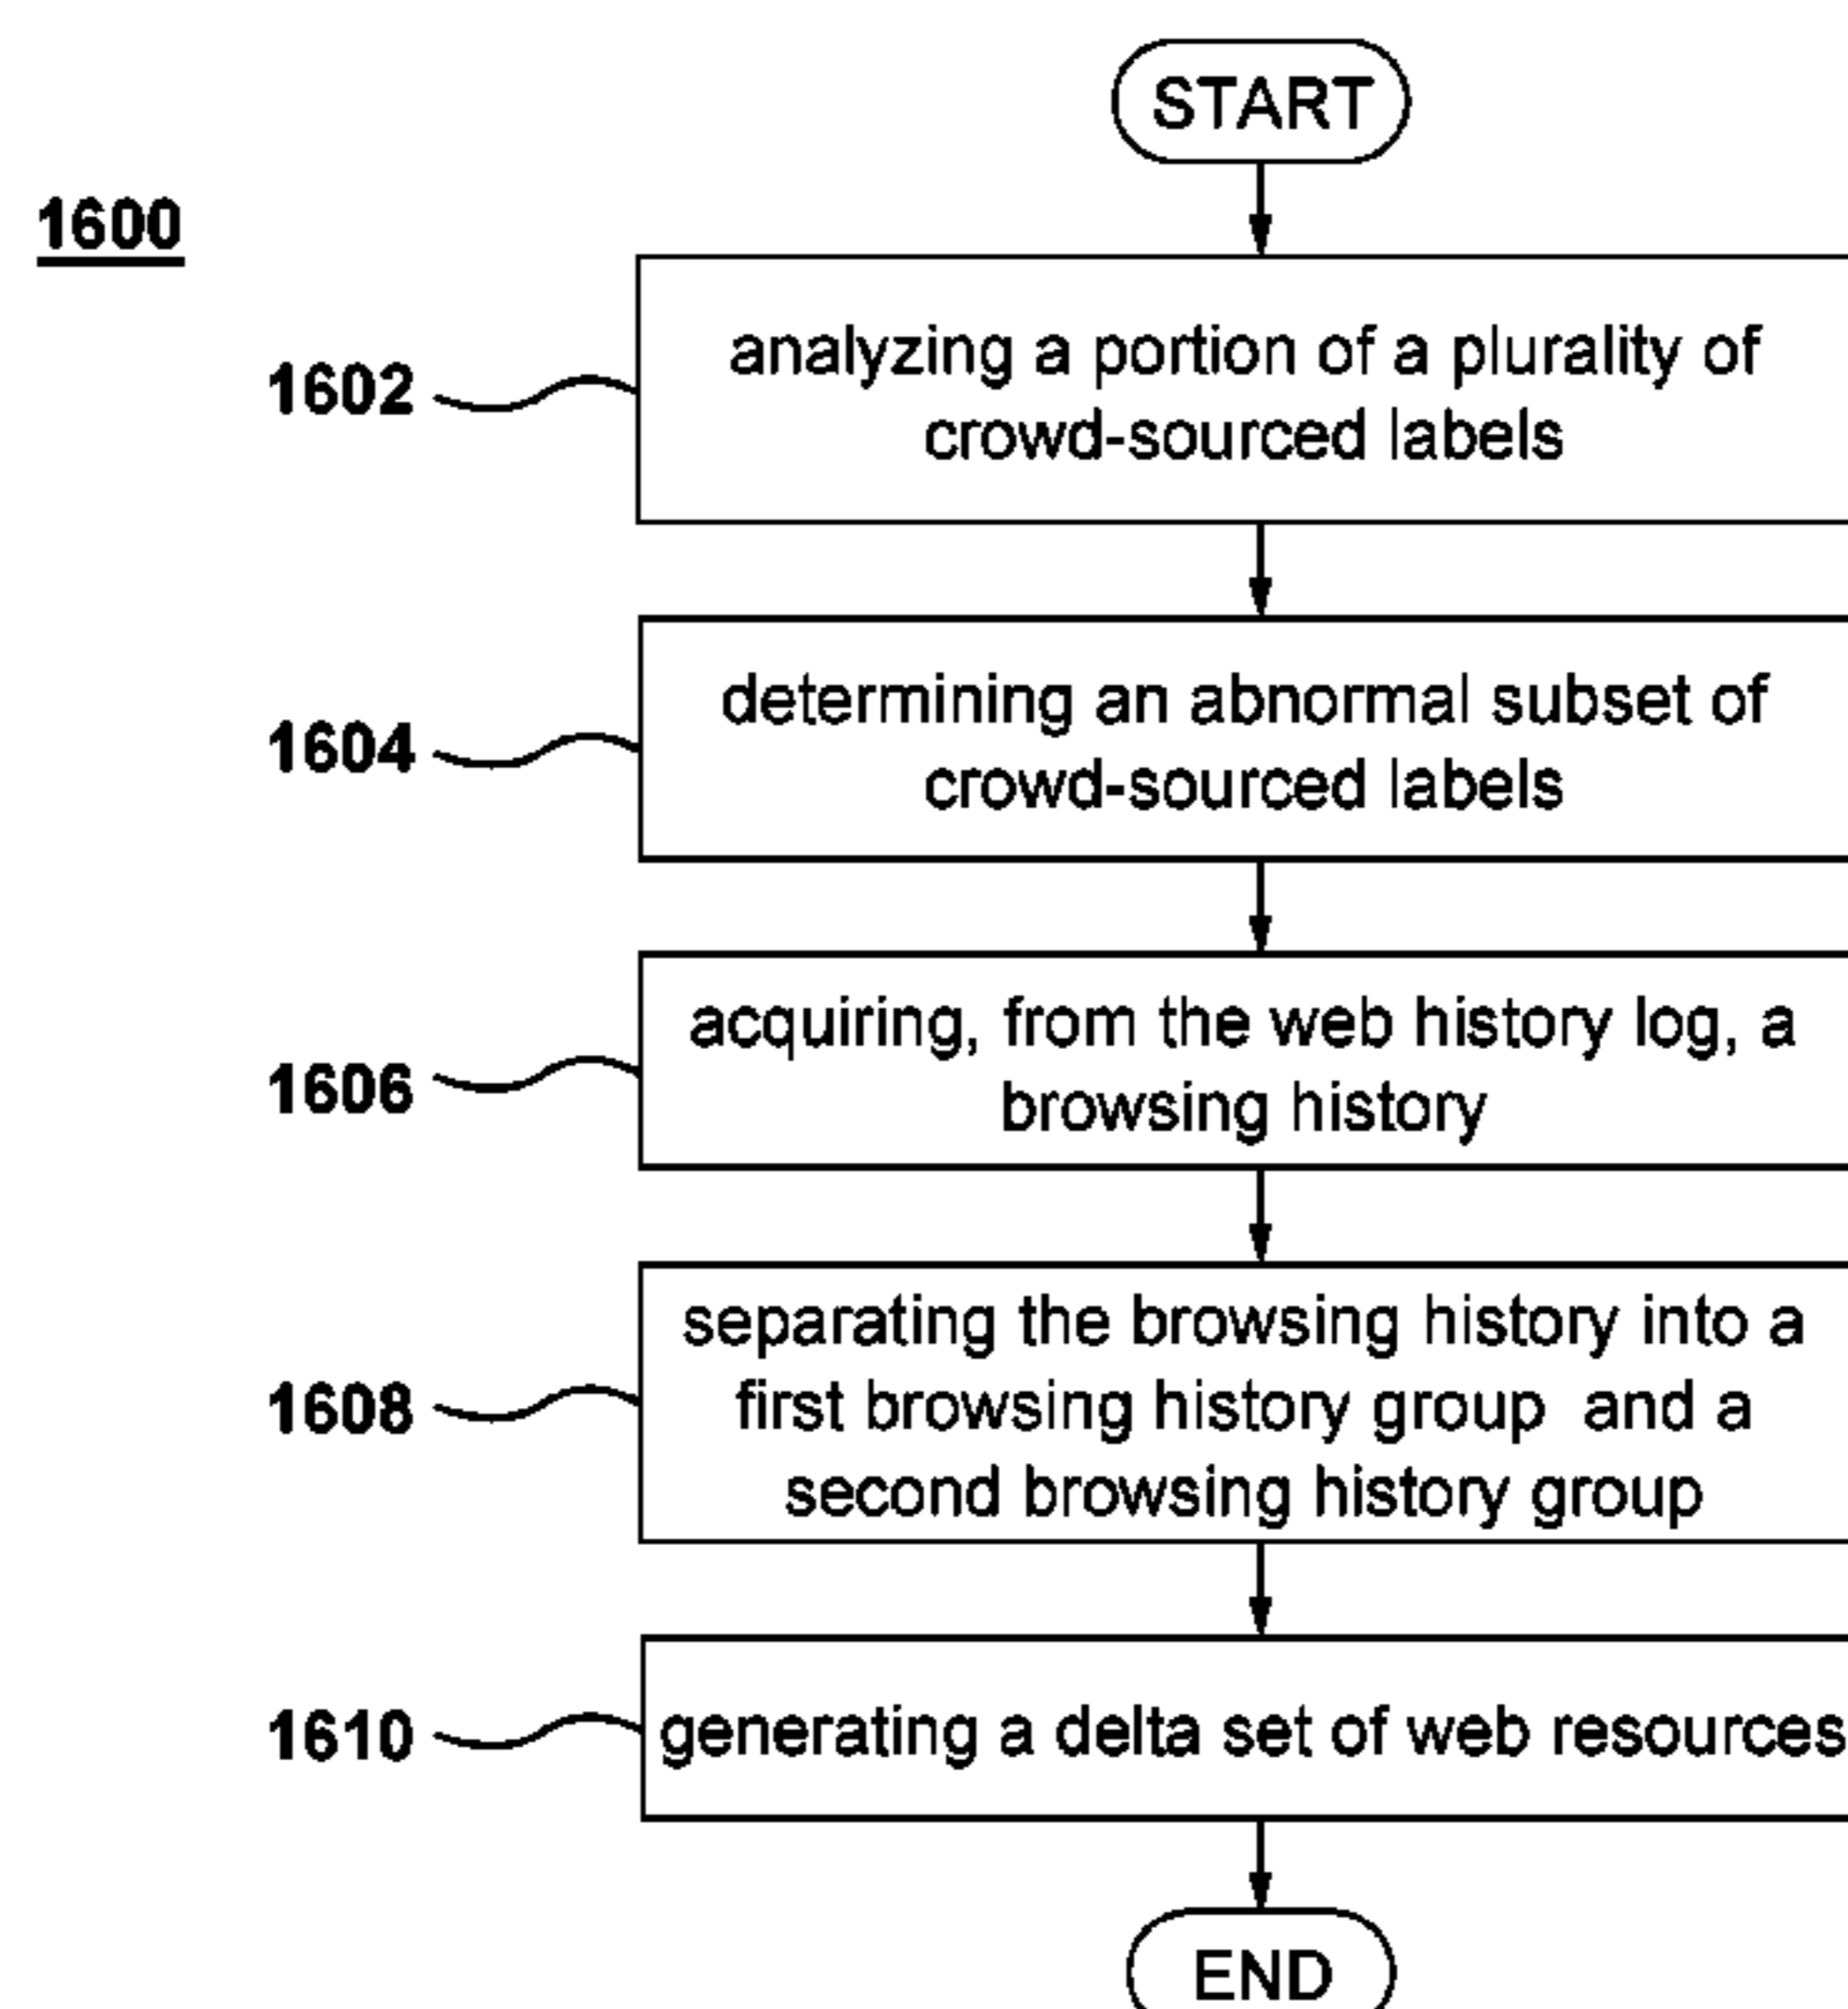 START
1600
1602
analyzing a portion of a plurality of
crowd-sourced labels
1604
determining an abnormal subset of
crowd-sourced labels
1606
acquiring, from the web history log, a
browsing history
1608
separating the browsing history into a
first browsing history group and a
second browsing history group
1610
generating a delta set of web resources
END